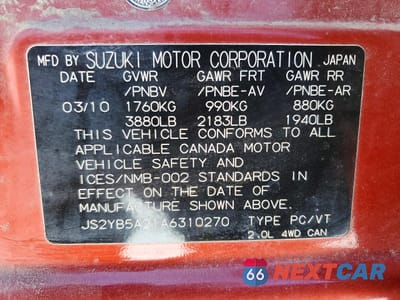 MFD BY SUZUKI MOTOR CORPORATION JAPAN
DATE GVWR GAWR FRT GAWR RR
/PNBV /PNBE-AV /PNBE-AR
03/10 1760KG 990KG 880KG
3880LB 2183LB 1940LB
THIS VEHICLE CONFORMS TO ALL
APPLICABLE CANADA MOTOR
VEHICLE SAFETY AND
ICES/NMB-002 STANDARDS IN
EFFECT ON THE DATE OF
MANUFACTURE SHOWN ABOVE.
JS2YB5A21A6310270 TYPE PC/VT
2.0L 4WD CAN
66 NEXTCAR